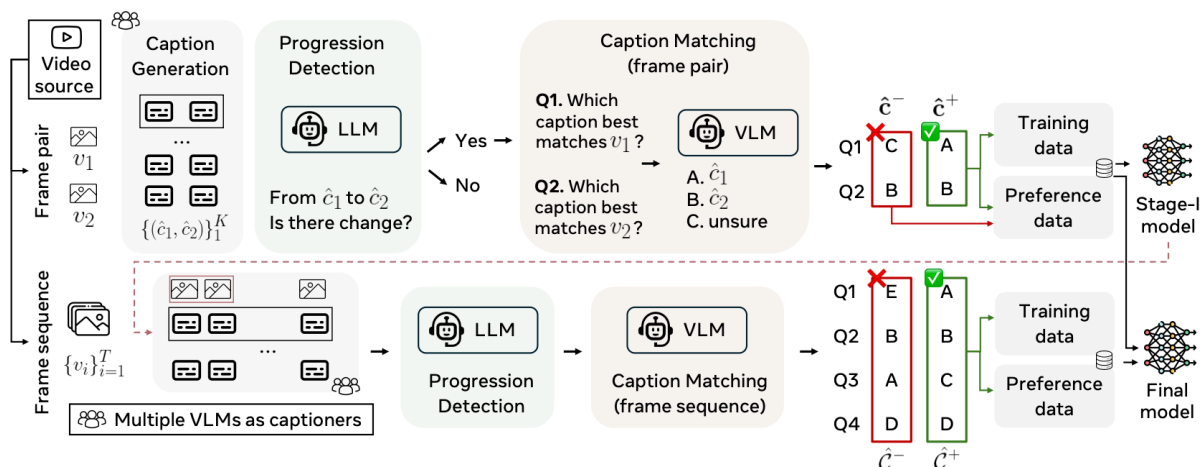 Video
source
Frame pair
v₁
v₂
Caption
Generation
...
{(ĉ₁, ĉ₂)}₁ᴷ
Progression
Detection
LLM
From ĉ₁ to ĉ₂
Is there change?
Yes
No
Caption Matching
(frame pair)
Q1. Which
caption best
matches v₁?
Q2. Which
caption best
matches v₂?
VLM
A. ĉ₁
B. ĉ₂
C. unsure
ĉ⁻ ĉ⁺
Q1 C A
Q2 B B
Training
data
Preference
data
Stage-I
model
Frame sequence
{vᵢ}ᵢ₌₁ᵀ
...
Multiple VLMs as captioners
LLM
Progression
Detection
VLM
Caption Matching
(frame sequence)
Q1 E A
Q2 B B
Q3 A C
Q4 D D
Ĉ⁻ Ĉ⁺
Training
data
Preference
data
Final
model